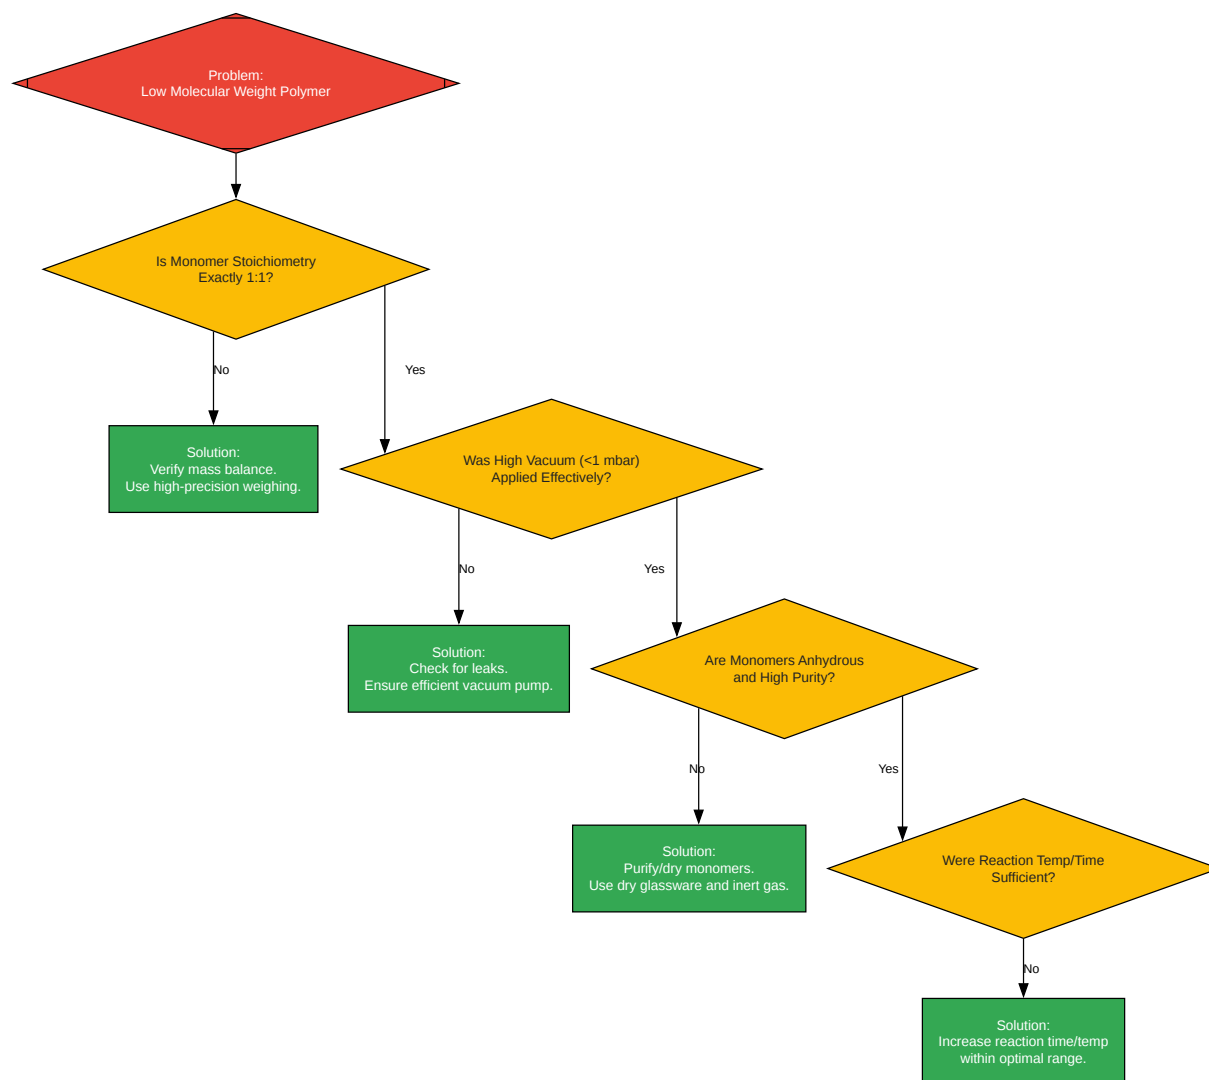 Problem:
Low Molecular Weight Polymer
Is Monomer Stoichiometry
Exactly 1:1?
No
Yes
Solution:
Verify mass balance.
Use high-precision weighing.
Was High Vacuum (<1 mbar)
Applied Effectively?
No
Yes
Solution:
Check for leaks.
Ensure efficient vacuum pump.
Are Monomers Anhydrous
and High Purity?
No
Yes
Solution:
Purify/dry monomers.
Use dry glassware and inert gas.
Were Reaction Temp/Time
Sufficient?
No
Solution:
Increase reaction time/temp
within optimal range.